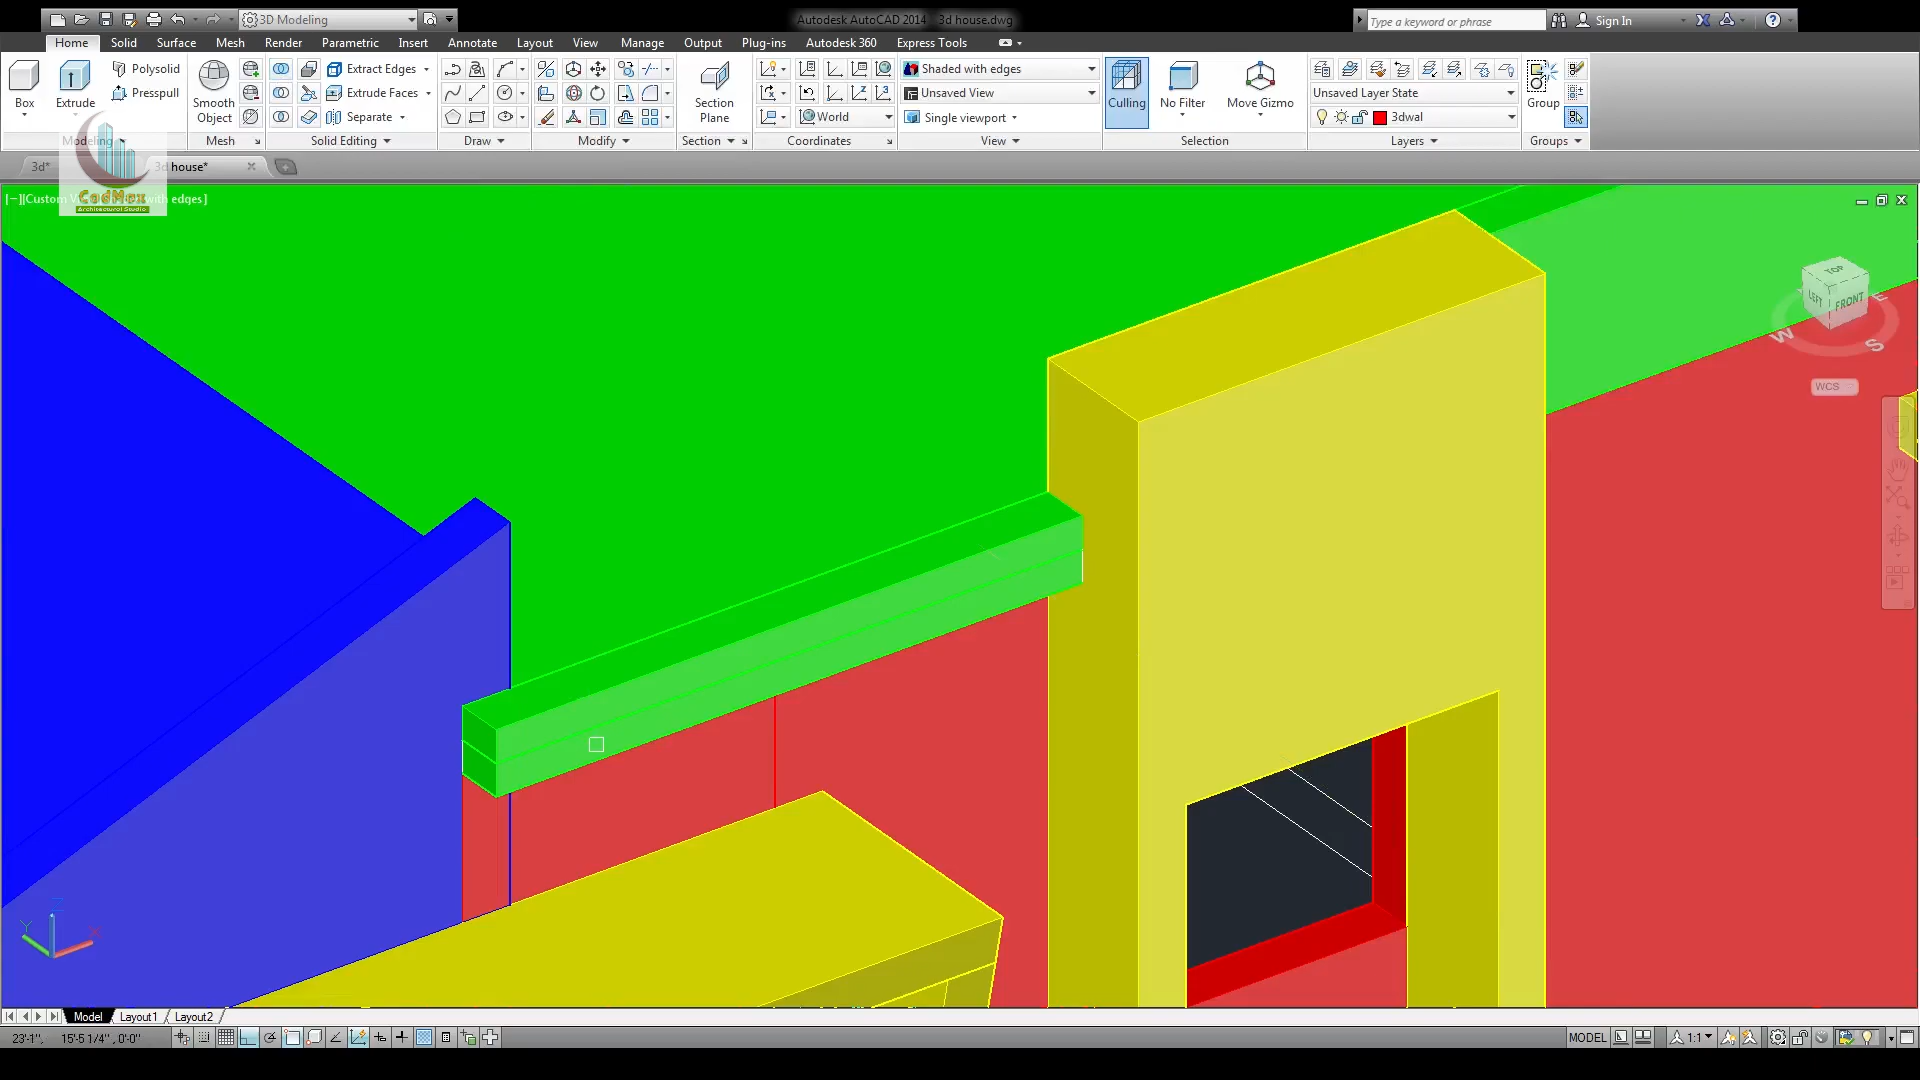 3D Modeling
Autodesk AutoCAD 2014 3d house.dwg
Type a keyword or phrase
Sign In
Home Solid Surface Mesh Render Parametric Insert Annotate Layout View Manage Output Plug-ins Autodesk 360 Express Tools
Box
Extrude
Polysolid
Presspull
Smooth Object
Extract Edges
Extrude Faces
Separate
Section Plane
World
Shaded with edges
Unsaved View
Single viewport
Culling
No Filter
Move Gizmo
Unsaved Layer State
3dwal
Group
Modeling Mesh Solid Editing Draw Modify Section Coordinates View Selection Layers Groups
3d* 3d house*
CadMax
Architectural Studio
[−][Custom V with edges]
TOP
LEFT FRONT
W S
WCS
Model Layout1 Layout2
23'-1", 15'-5 1/4" , 0'-0"
MODEL 1:1